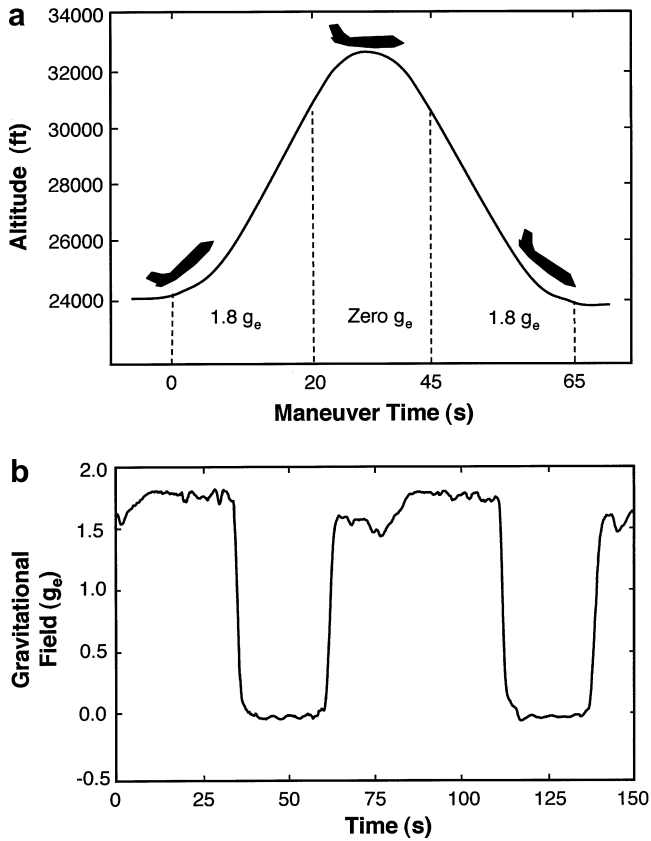 a
34000
32000
30000
28000
26000
24000
Altitude (ft)
1.8 ge
Zero ge
1.8 ge
0
20
45
65
Maneuver Time (s)
b
2.0
1.5
1.0
0.5
0.0
-0.5
Gravitational
Field (ge)
0
25
50
75
100
125
150
Time (s)